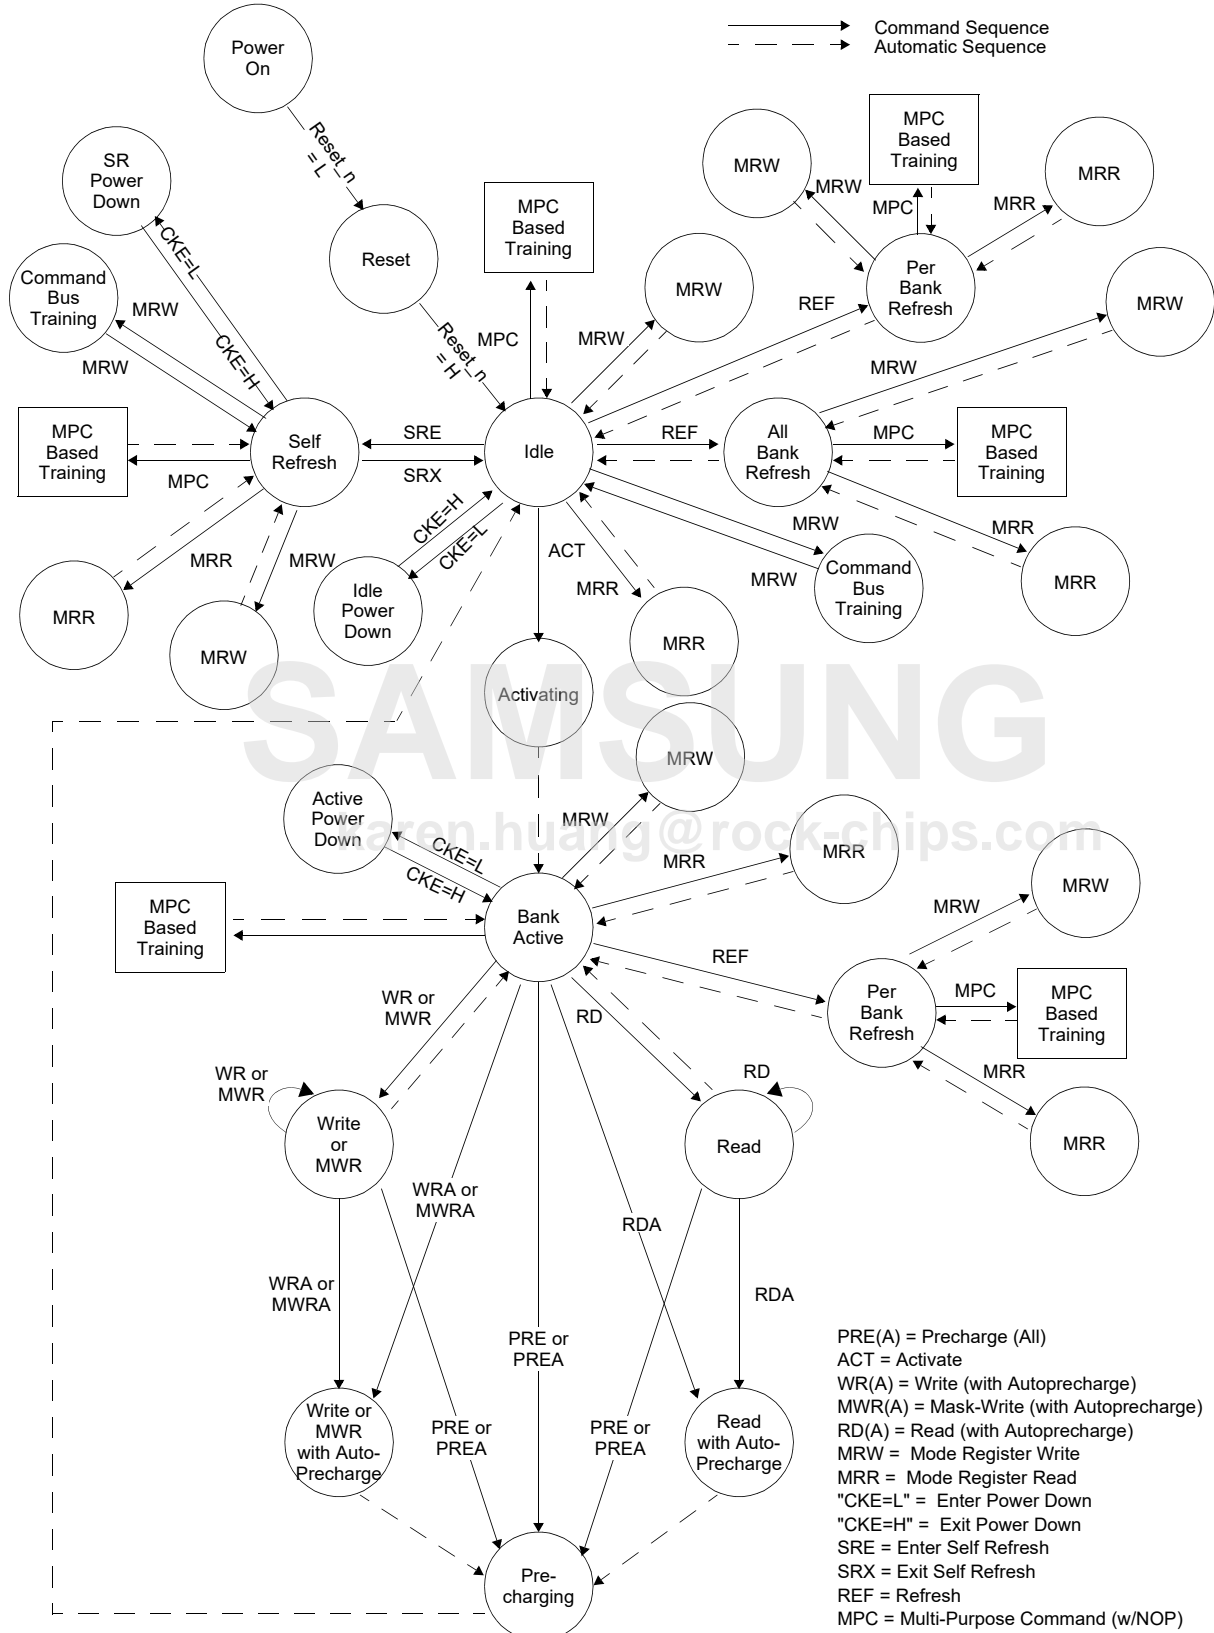 Command Sequence
Automatic Sequence
Power
On
Reset_n
= L
SR
Power
Down
CKE=L
CKE=H
Command
Bus
Training
MRW
MRW
Reset
Reset_n
= H
MPC
Based
Training
MPC
MRW
MRW
MRW
MRW
MPC
Based
Training
MPC
MRR
MRR
Per
Bank
Refresh
REF
MRW
MRW
MPC
Based
Training
MPC
Self
Refresh
SRE
SRX
Idle
REF
All
Bank
Refresh
MPC
MPC
Based
Training
MRR
MRR
MRR
MRR
MRW
MRW
CKE=H
CKE=L
Idle
Power
Down
ACT
MRR
MRR
MRW
MRW
Command
Bus
Training
Activating
SAMSUNG
karen.huang@rock-chips.com
Active
Power
Down
CKE=L
CKE=H
MRW
MRW
MRR
MRR
MPC
Based
Training
Bank
Active
REF
MRW
MRW
Per
Bank
Refresh
MPC
MPC
Based
Training
MRR
MRR
WR or
MWR
RD
WR or
MWR
Write
or
MWR
RD
Read
WRA or
MWRA
RDA
WRA or
MWRA
RDA
PRE or
PREA
PRE or
PREA
PRE or
PREA
Write or
MWR
with Auto-
Precharge
Read
with Auto-
Precharge
Pre-
charging
PRE(A) = Precharge (All)
ACT = Activate
WR(A) = Write (with Autoprecharge)
MWR(A) = Mask-Write (with Autoprecharge)
RD(A) = Read (with Autoprecharge)
MRW = Mode Register Write
MRR = Mode Register Read
"CKE=L" = Enter Power Down
"CKE=H" = Exit Power Down
SRE = Enter Self Refresh
SRX = Exit Self Refresh
REF = Refresh
MPC = Multi-Purpose Command (w/NOP)